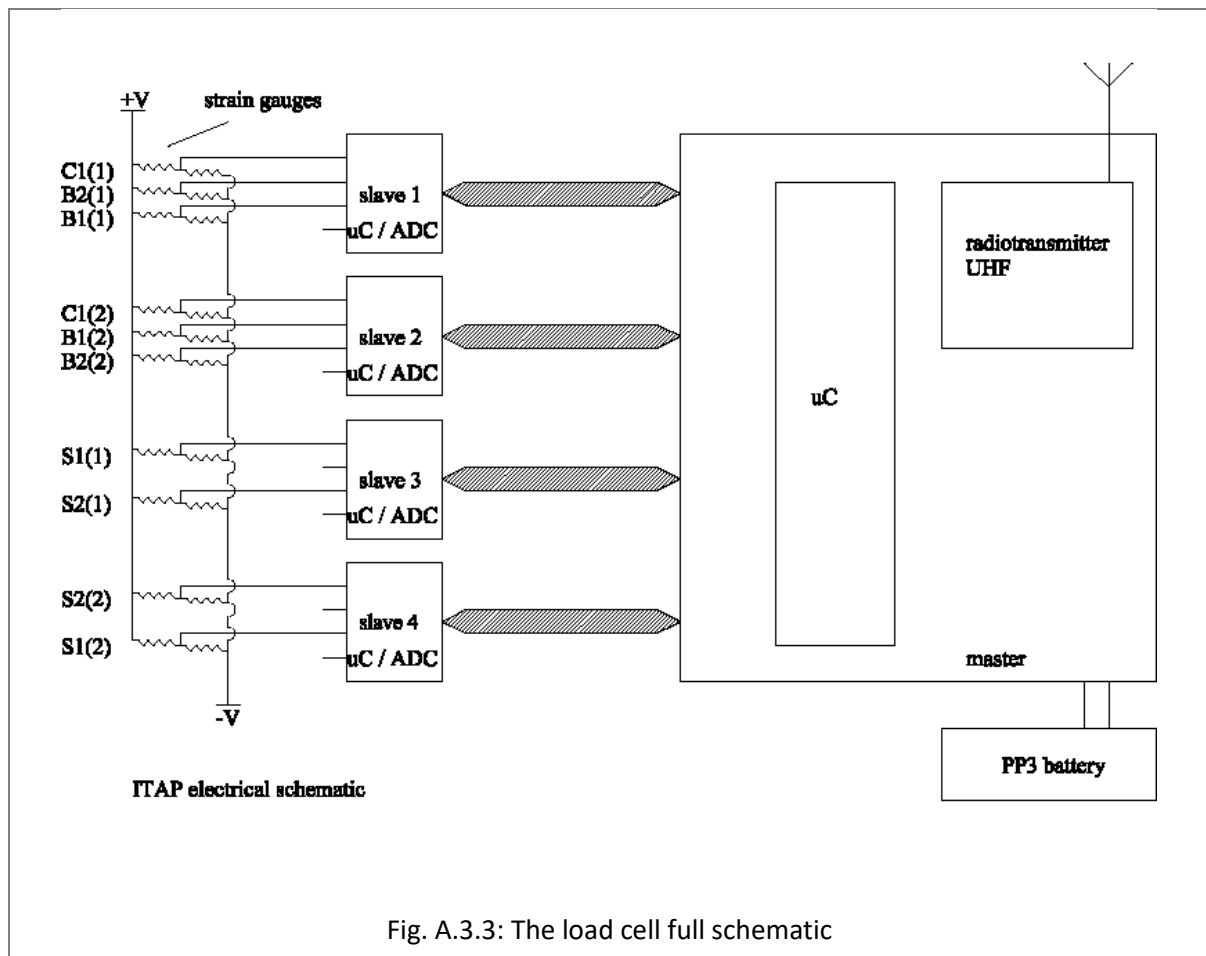 +V
strain gauges
C1(1)
B2(1)
B1(1)
slave 1
uC / ADC
C1(2)
B1(2)
B2(2)
slave 2
uC / ADC
S1(1)
S2(1)
slave 3
uC / ADC
S2(2)
S1(2)
slave 4
uC / ADC
-V
uC
radiotransmitter
UHF
master
PP3 battery
ITAP electrical schematic
Fig. A.3.3: The load cell full schematic